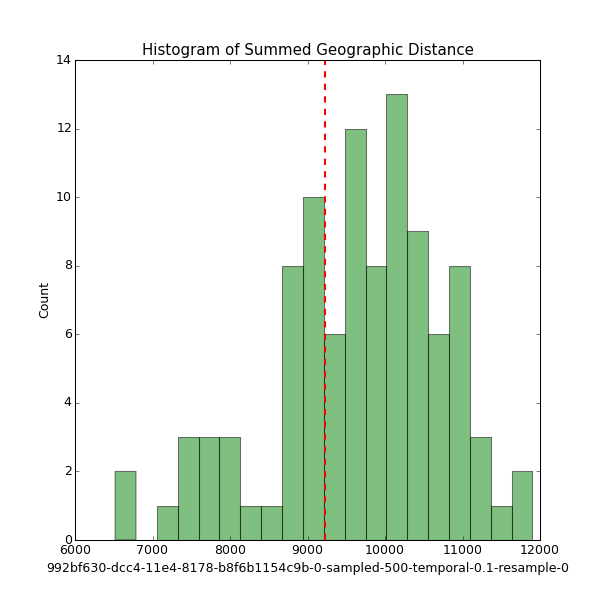 Histogram of Summed Geographic Distance
14
12
10
8
6
4
2
0
Count
6000 7000 8000 9000 10000 11000 12000
992bf630-dcc4-11e4-8178-b8f6b1154c9b-0-sampled-500-temporal-0.1-resample-0